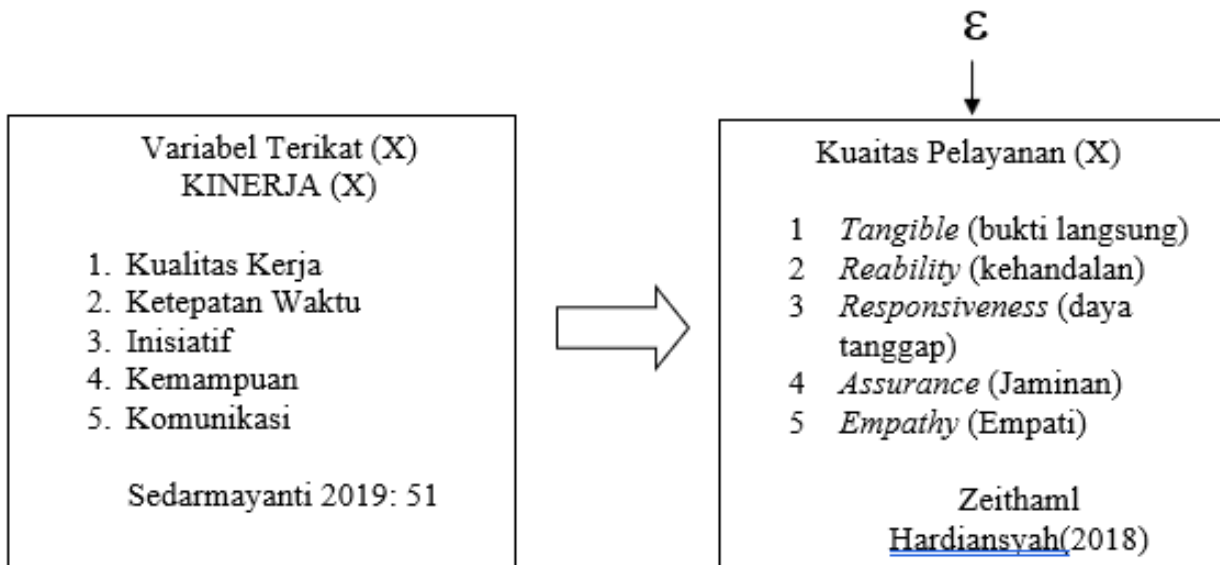 ε
Variabel Terikat (X)
KINERJA (X)
1. Kualitas Kerja
2. Ketepatan Waktu
3. Inisiatif
4. Kemampuan
5. Komunikasi
Sedarmayanti 2019: 51
Kuaitas Pelayanan (X)
1 Tangible (bukti langsung)
2 Reability (kehandalan)
3 Responsiveness (daya
tanggap)
4 Assurance (Jaminan)
5 Empathy (Empati)
Zeithaml
Hardiansyah(2018)